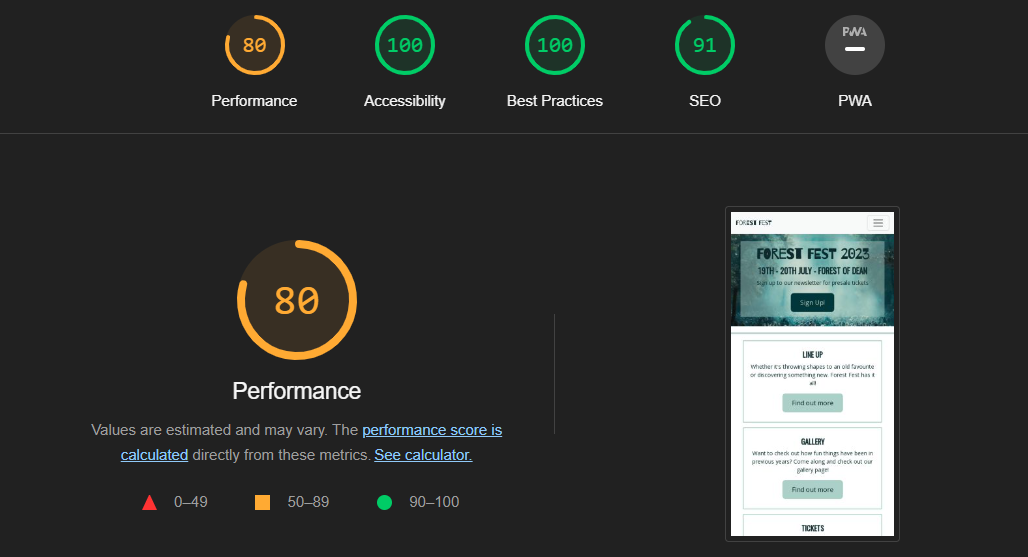 80
100
100
91
PWA
Performance
Accessibility
Best Practices
SEO
PWA
80
Performance
Values are estimated and may vary. The performance score is
calculated directly from these metrics. See calculator.
0–49
50–89
90–100
FOREST FEST
FOREST FEST 2023
19TH - 20TH JULY - FOREST OF DEAN
Sign up to our newsletter for presale tickets
Sign Up!
LINE UP
Whether it's throwing shapes to an old favourite
or discovering something new. Forest Fest has it
all!
Find out more
GALLERY
Want to check out how fun things have been in
previous years? Come along and check out our
gallery page!
Find out more
TICKETS